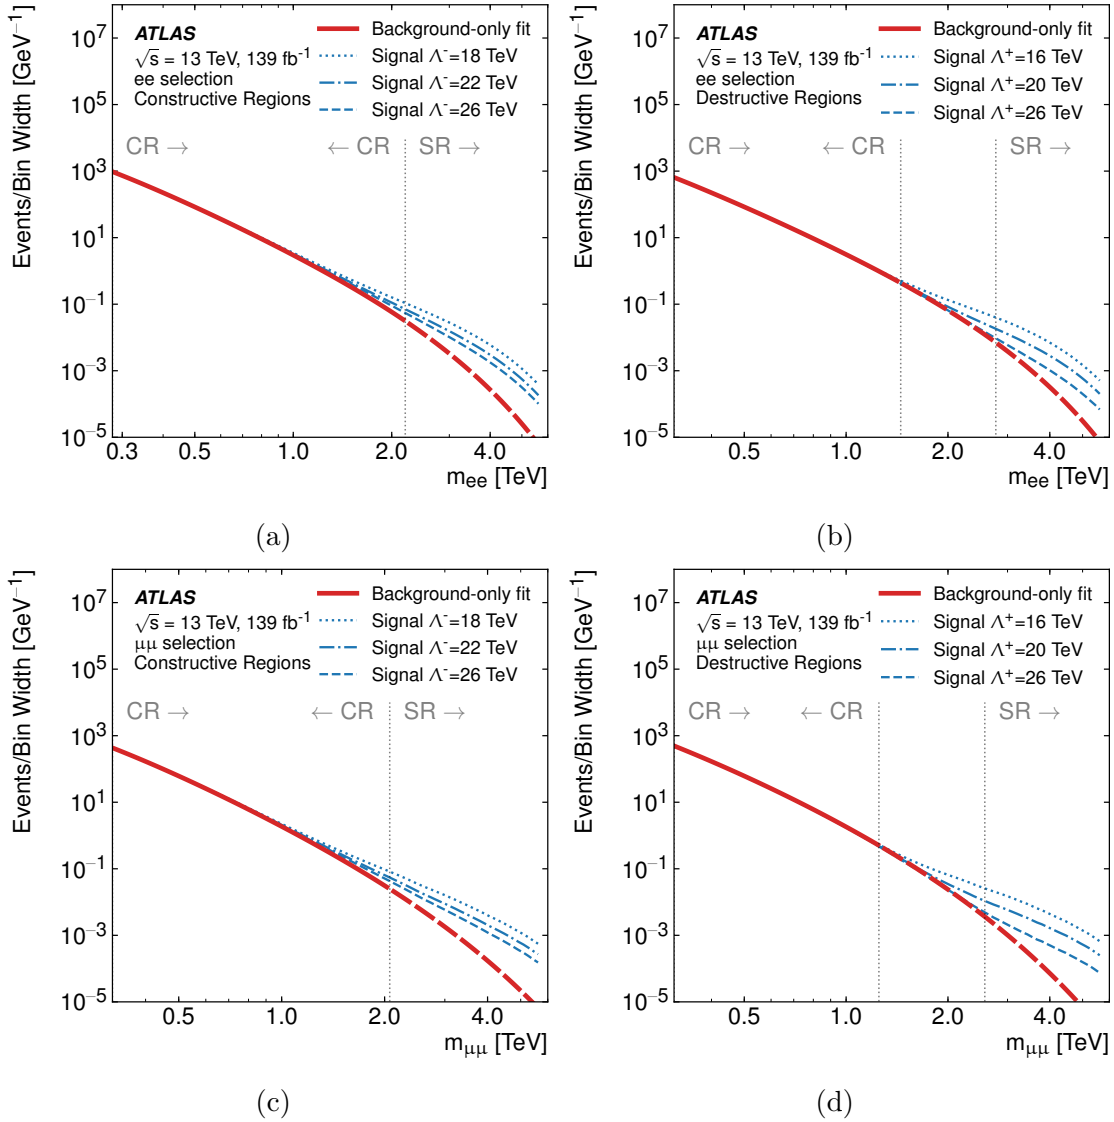 ATLAS
√s = 13 TeV, 139 fb⁻¹
ee selection
Constructive Regions
Background-only fit
Signal Λ⁻=18 TeV
Signal Λ⁻=22 TeV
Signal Λ⁻=26 TeV
CR →
← CR
SR →
Events/Bin Width [GeV⁻¹]
10⁷
10⁵
10³
10¹
10⁻¹
10⁻³
10⁻⁵
0.3
0.5
1.0
2.0
4.0
m_ee [TeV]
(a)
ATLAS
√s = 13 TeV, 139 fb⁻¹
ee selection
Destructive Regions
Background-only fit
Signal Λ⁺=16 TeV
Signal Λ⁺=20 TeV
Signal Λ⁺=26 TeV
CR →
← CR
SR →
Events/Bin Width [GeV⁻¹]
10⁷
10⁵
10³
10¹
10⁻¹
10⁻³
10⁻⁵
0.5
1.0
2.0
4.0
m_ee [TeV]
(b)
ATLAS
√s = 13 TeV, 139 fb⁻¹
μμ selection
Constructive Regions
Background-only fit
Signal Λ⁻=18 TeV
Signal Λ⁻=22 TeV
Signal Λ⁻=26 TeV
CR →
← CR
SR →
Events/Bin Width [GeV⁻¹]
10⁷
10⁵
10³
10¹
10⁻¹
10⁻³
10⁻⁵
0.5
1.0
2.0
4.0
m_μμ [TeV]
(c)
ATLAS
√s = 13 TeV, 139 fb⁻¹
μμ selection
Destructive Regions
Background-only fit
Signal Λ⁺=16 TeV
Signal Λ⁺=20 TeV
Signal Λ⁺=26 TeV
CR →
← CR
SR →
Events/Bin Width [GeV⁻¹]
10⁷
10⁵
10³
10¹
10⁻¹
10⁻³
10⁻⁵
0.5
1.0
2.0
4.0
m_μμ [TeV]
(d)